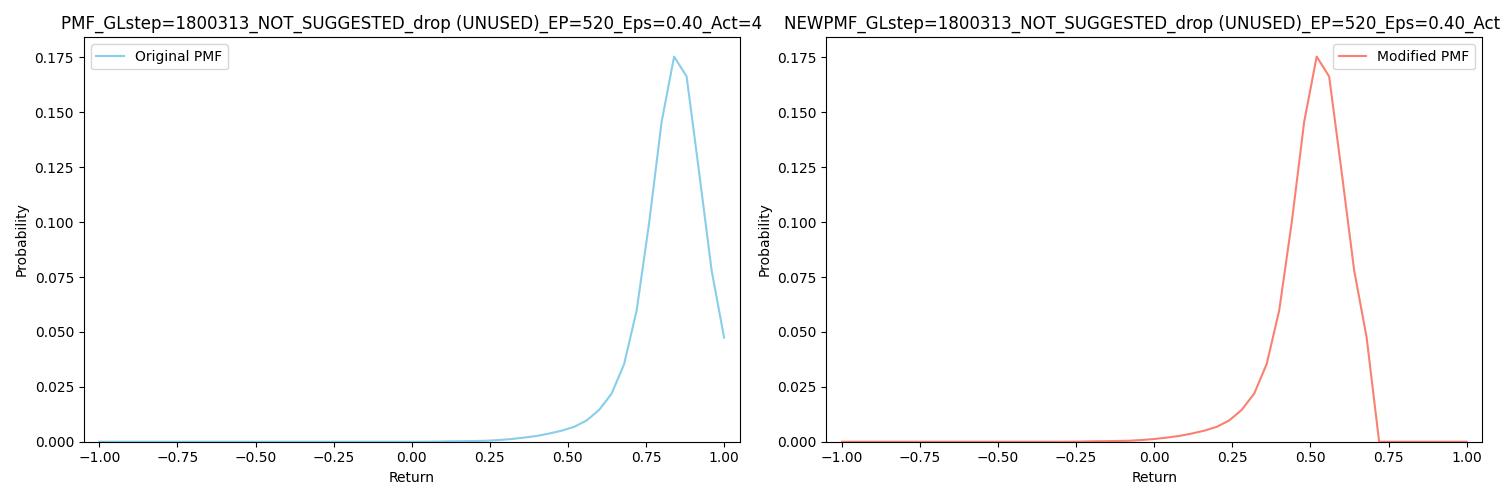 PMF_GLstep=1800313_NOT_SUGGESTED_drop (UNUSED)_EP=520_Eps=0.40_Act=4
Original PMF
0.175
0.150
0.125
0.100
0.075
0.050
0.025
0.000
Probability
−1.00 −0.75 −0.50 −0.25 0.00 0.25 0.50 0.75 1.00
Return
NEWPMF_GLstep=1800313_NOT_SUGGESTED_drop (UNUSED)_EP=520_Eps=0.40_Act
Modified PMF
0.175
0.150
0.125
0.100
0.075
0.050
0.025
0.000
Probability
−1.00 −0.75 −0.50 −0.25 0.00 0.25 0.50 0.75 1.00
Return